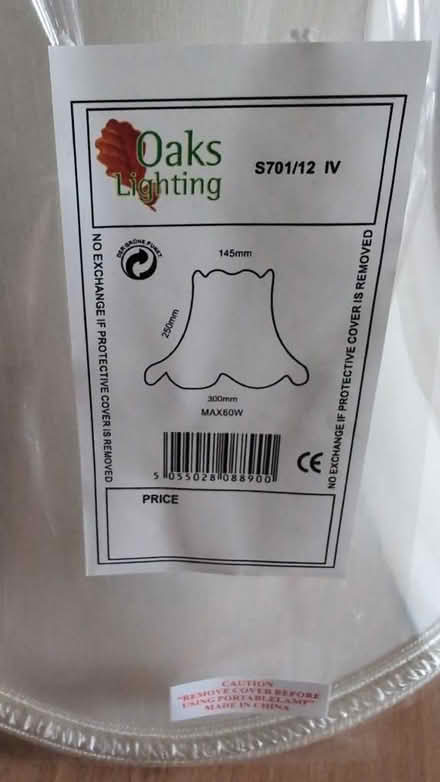 Oaks
Lighting
S701/12 IV
NO EXCHANGE IF PROTECTIVE COVER IS REMOVED
DER GRÜNE PUNKT
145mm
250mm
300mm
MAX60W
NO EXCHANGE IF PROTECTIVE COVER IS REMOVED
5 055028 088900
CE
PRICE
CAUTION
"REMOVE COVER BEFORE
USING PORTABLELAMP"
MADE IN CHINA